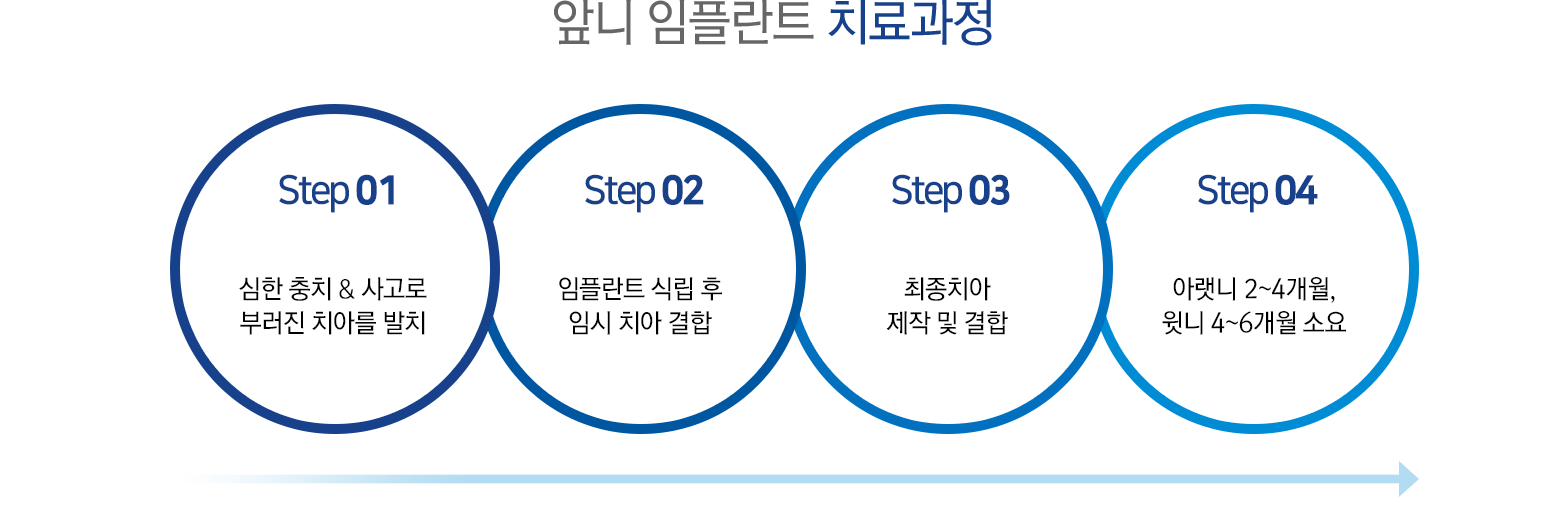 앞니 임플란트 치료과정
Step 01
심한 충치 & 사고로
부러진 치아를 발치
Step 02
임플란트 식립 후
임시 치아 결합
Step 03
최종치아
제작 및 결합
Step 04
아랫니 2~4개월,
윗니 4~6개월 소요